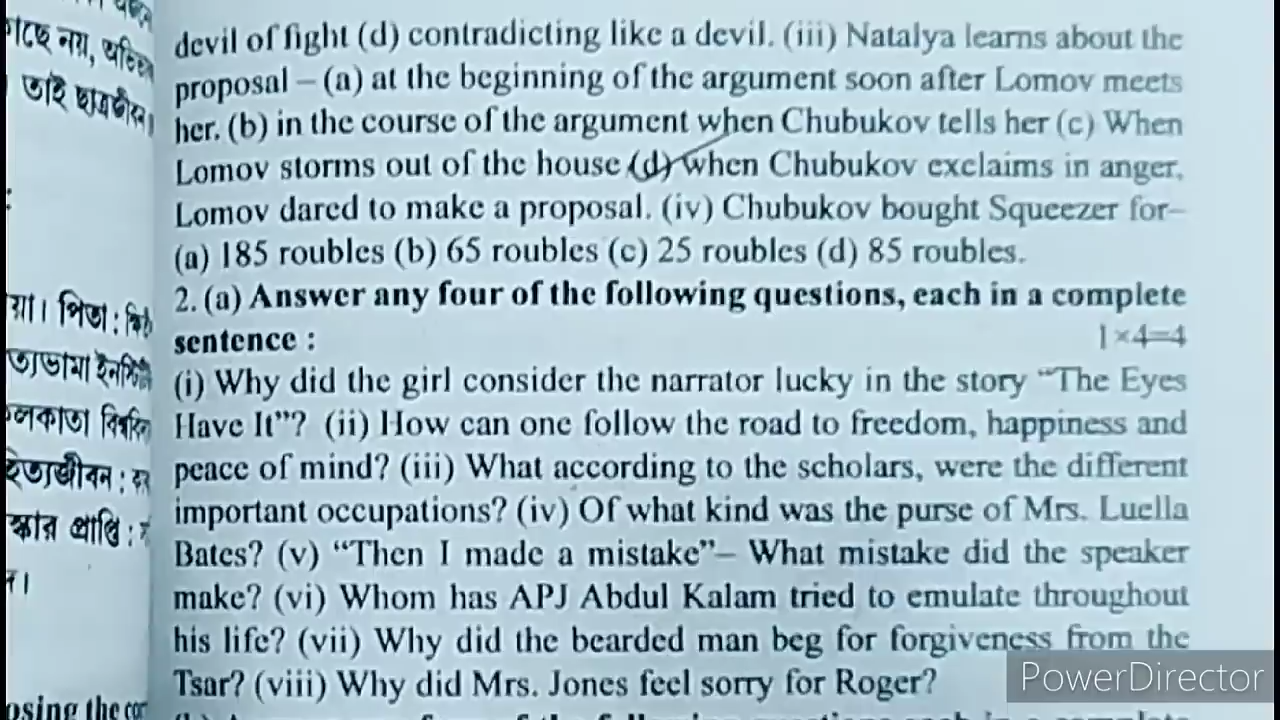 কাছে নয়,
তাই ছাত্রজীবন।
য়া। পিতা :
হিত্যজীবন :
স্কার প্রাপ্তি :
ন।
osing the cor
devil of fight (d) contradicting like a devil. (iii) Natalya learns about the
proposal – (a) at the beginning of the argument soon after Lomov meets
her. (b) in the course of the argument when Chubukov tells her (c) When
Lomov storms out of the house (d) when Chubukov exclaims in anger,
Lomov dared to make a proposal. (iv) Chubukov bought Squeezer for–
(a) 185 roubles (b) 65 roubles (c) 25 roubles (d) 85 roubles.
2. (a) Answer any four of the following questions, each in a complete
sentence : 1×4=4
(i) Why did the girl consider the narrator lucky in the story “The Eyes
Have It”? (ii) How can one follow the road to freedom, happiness and
peace of mind? (iii) What according to the scholars, were the different
important occupations? (iv) Of what kind was the purse of Mrs. Luella
Bates? (v) “Then I made a mistake”– What mistake did the speaker
make? (vi) Whom has APJ Abdul Kalam tried to emulate throughout
his life? (vii) Why did the bearded man beg for forgiveness from the
Tsar? (viii) Why did Mrs. Jones feel sorry for Roger?
PowerDirector